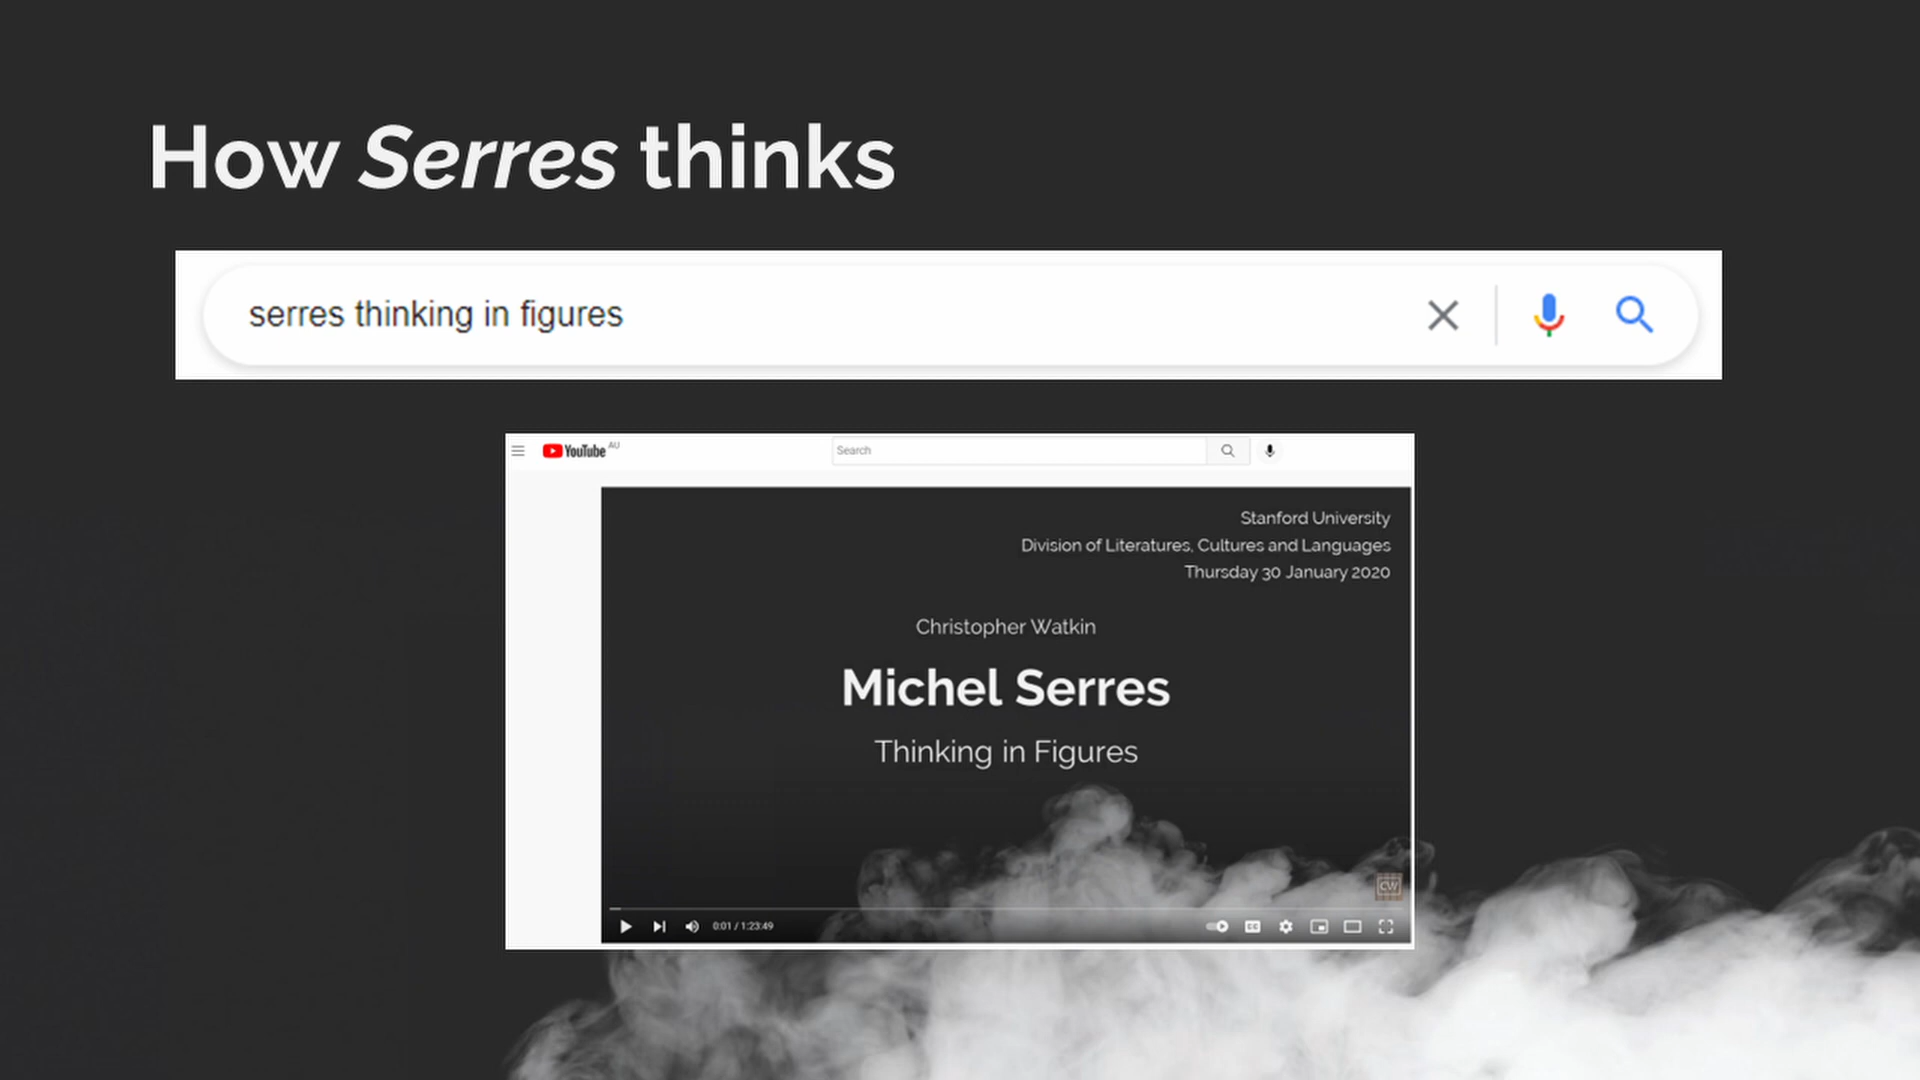 How Serres thinks
serres thinking in figures
YouTube AU
Search
Stanford University
Division of Literatures, Cultures and Languages
Thursday 30 January 2020
Christopher Watkin
Michel Serres
Thinking in Figures
CW
0:01 / 1:23:49
CC